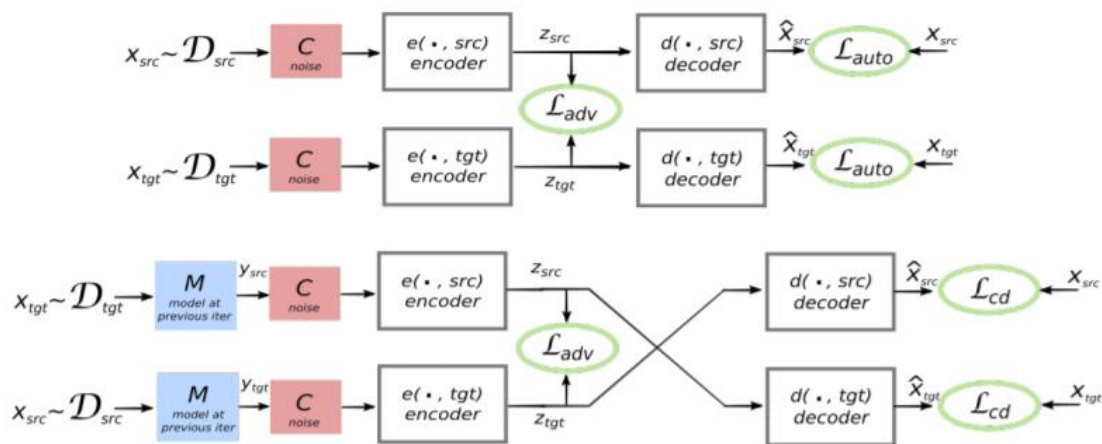 x_src ~ D_src C noise e(·, src) encoder z_src d(·, src) decoder x̂_src L_auto x_src
L_adv
x_tgt ~ D_tgt C noise e(·, tgt) encoder z_tgt d(·, tgt) decoder x̂_tgt L_auto x_tgt
x_tgt ~ D_tgt M model at previous iter y_src C noise e(·, src) encoder z_src d(·, src) decoder x̂_src L_cd x_src
L_adv
x_src ~ D_src M model at previous iter y_tgt C noise e(·, tgt) encoder z_tgt d(·, tgt) decoder x̂_tgt L_cd x_tgt